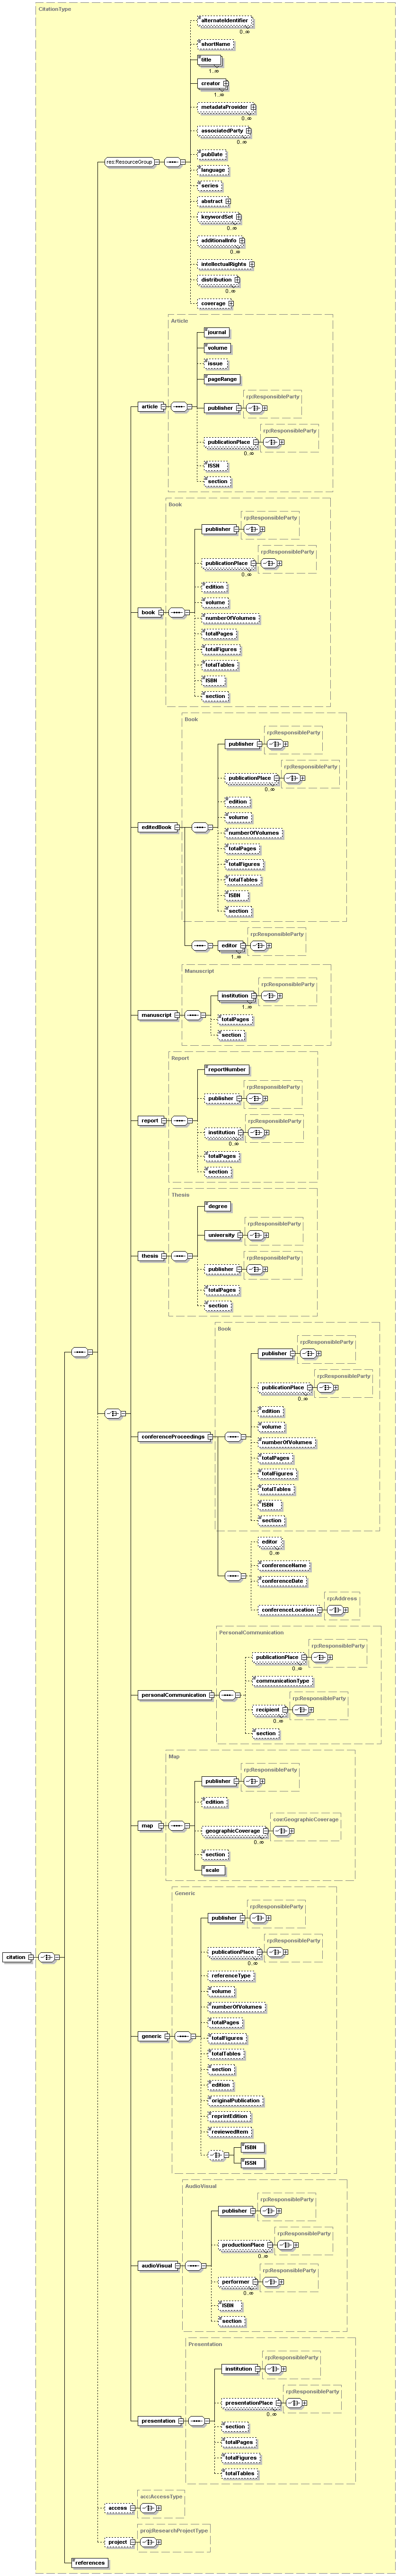 CitationType
alternateIdentifier
0..∞
shortName
title
1..∞
creator
1..∞
metadataProvider
0..∞
associatedParty
0..∞
pubDate
res:ResourceGroup
language
series
abstract
keywordSet
0..∞
additionalInfo
0..∞
intellectualRights
distribution
0..∞
coverage
Article
journal
volume
issue
pageRange
rp:ResponsibleParty
article
publisher
rp:ResponsibleParty
publicationPlace
0..∞
ISSN
section
Book
rp:ResponsibleParty
publisher
rp:ResponsibleParty
publicationPlace
0..∞
edition
volume
book
numberOfVolumes
totalPages
totalFigures
totalTables
ISBN
section
Book
rp:ResponsibleParty
publisher
rp:ResponsibleParty
publicationPlace
0..∞
edition
volume
editedBook
numberOfVolumes
totalPages
totalFigures
totalTables
ISBN
section
rp:ResponsibleParty
editor
1..∞
Manuscript
rp:ResponsibleParty
institution
1..∞
manuscript
totalPages
section
Report
reportNumber
rp:ResponsibleParty
publisher
rp:ResponsibleParty
report
institution
0..∞
totalPages
section
Thesis
degree
rp:ResponsibleParty
university
thesis
rp:ResponsibleParty
publisher
totalPages
section
Book
rp:ResponsibleParty
publisher
rp:ResponsibleParty
publicationPlace
0..∞
edition
volume
conferenceProceedings
numberOfVolumes
totalPages
totalFigures
totalTables
ISBN
section
editor
0..∞
conferenceName
conferenceDate
rp:Address
conferenceLocation
PersonalCommunication
rp:ResponsibleParty
publicationPlace
0..∞
communicationType
personalCommunication
rp:ResponsibleParty
recipient
0..∞
section
Map
rp:ResponsibleParty
publisher
edition
map
cov:GeographicCoverage
geographicCoverage
0..∞
section
scale
Generic
rp:ResponsibleParty
publisher
citation
rp:ResponsibleParty
publicationPlace
0..∞
referenceType
volume
numberOfVolumes
totalPages
generic
totalFigures
totalTables
section
edition
originalPublication
reprintEdition
reviewedItem
ISBN
ISSN
AudioVisual
rp:ResponsibleParty
publisher
rp:ResponsibleParty
productionPlace
0..∞
audioVisual
rp:ResponsibleParty
performer
0..∞
ISBN
section
Presentation
rp:ResponsibleParty
institution
rp:ResponsibleParty
presentationPlace
0..∞
presentation
section
totalPages
totalFigures
totalTables
acc:AccessType
access
proj:ResearchProjectType
project
references